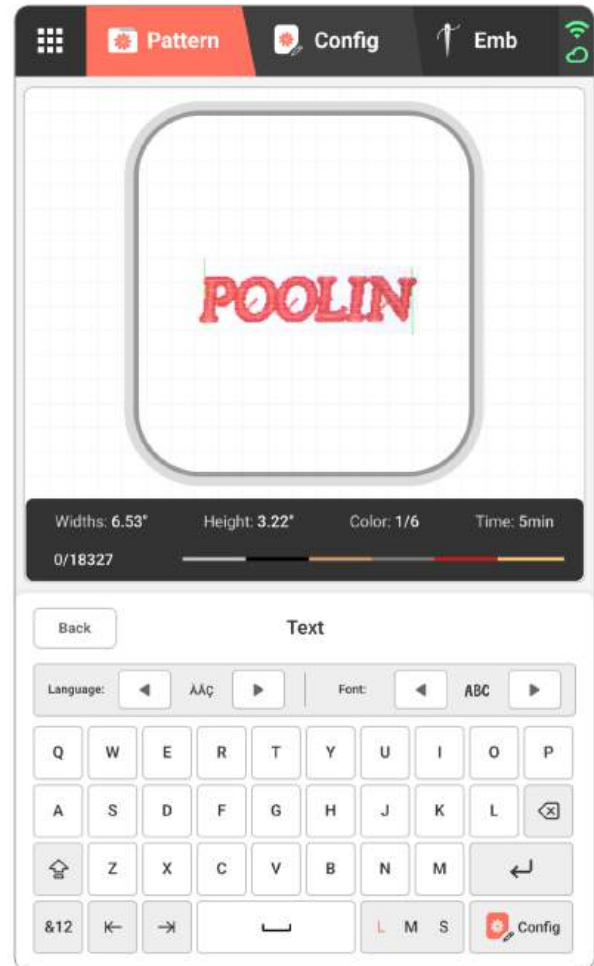 Pattern Config Emb
POOLIN
Widths: 6.53" Height: 3.22" Color: 1/6 Time: 5min
0/18327
Back Text
Language: ÀÄÇ Font: ABC
Q W E R T Y U I O P
A S D F G H J K L
Z X C V B N M
&12 L M S Config